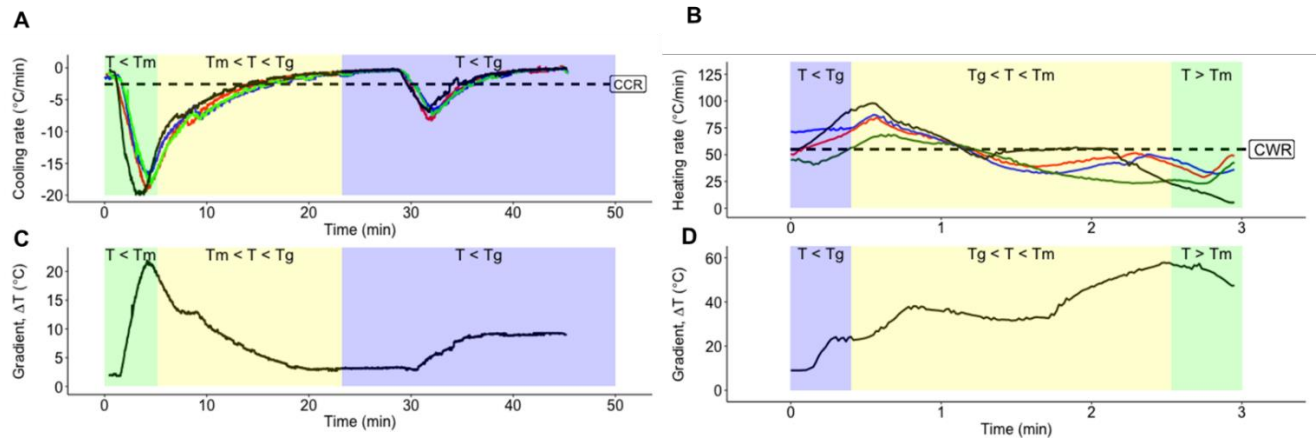 A
T < Tm
Tm < T < Tg
T < Tg
0
-5
-10
-15
-20
CCR
Cooling rate (°C/min)
0
10
20
30
40
50
Time (min)
B
T < Tg
Tg < T < Tm
T > Tm
125
100
75
50
25
0
CWR
Heating rate (°C/min)
0
1
2
3
C
T < Tm
Tm < T < Tg
T < Tg
20
15
10
5
0
Gradient, ΔT (°C)
0
10
20
30
40
50
Time (min)
D
T < Tg
Tg < T < Tm
T > Tm
60
40
20
0
Gradient, ΔT (°C)
0
1
2
3
Time (min)